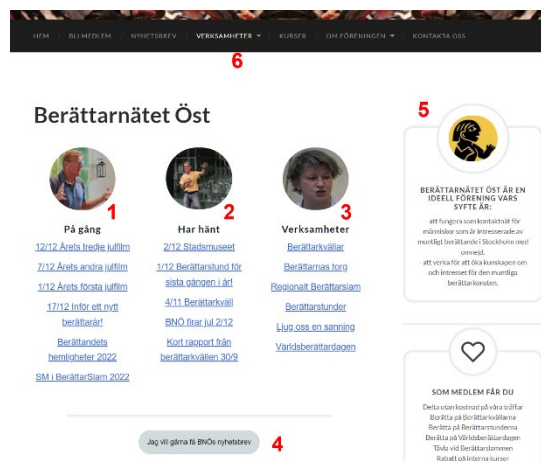 HEM / BLI MEDLEM / NYHETSBREV / VERKSAMHETER / KURSER / OM FÖRENINGEN / KONTAKTA OSS
6
Berättarnätet Öst
1
På gång
12/12 Årets tredje julfilm
7/12 Årets andra julfilm
1/12 Årets första julfilm
17/12 Inför ett nytt
berättarår!
Berättandets
hemligheter 2022
SM i BerättarSlam 2022
2
Har hänt
2/12 Stadsmuseet
1/12 Berättarstund för
sista gången i år!
4/11 Berättarkväll
BNÖ firar jul 2/12
Kort rapport från
berättarkvällen 30/9
3
Verksamheter
Berättarkvällar
Berättarnas torg
Regionalt Berättarslam
Berättarstunder
Ljug oss en sanning
Världsberättardagen
Jag vill gärna få BNÖs nyhetsbrev
4
5
BERÄTTARNÄTET ÖST ÄR EN
IDEELL FÖRENING VARS
SYFTE ÄR:
att fungera som kontaktnät för
människor som är intresserade av
muntligt berättande i Stockholm med
omnejd.
att verka för att öka kunskapen om
och intresset för den muntliga
berättarkonsten.
SOM MEDLEM FÅR DU
Delta utan kostnad på våra träffar
Berätta på Berättarkvällarna
Berätta på Berättarstunderna
Berätta på Världsberättardagen
Tävla vid Berättarslammen
Rabatt på interna kurser